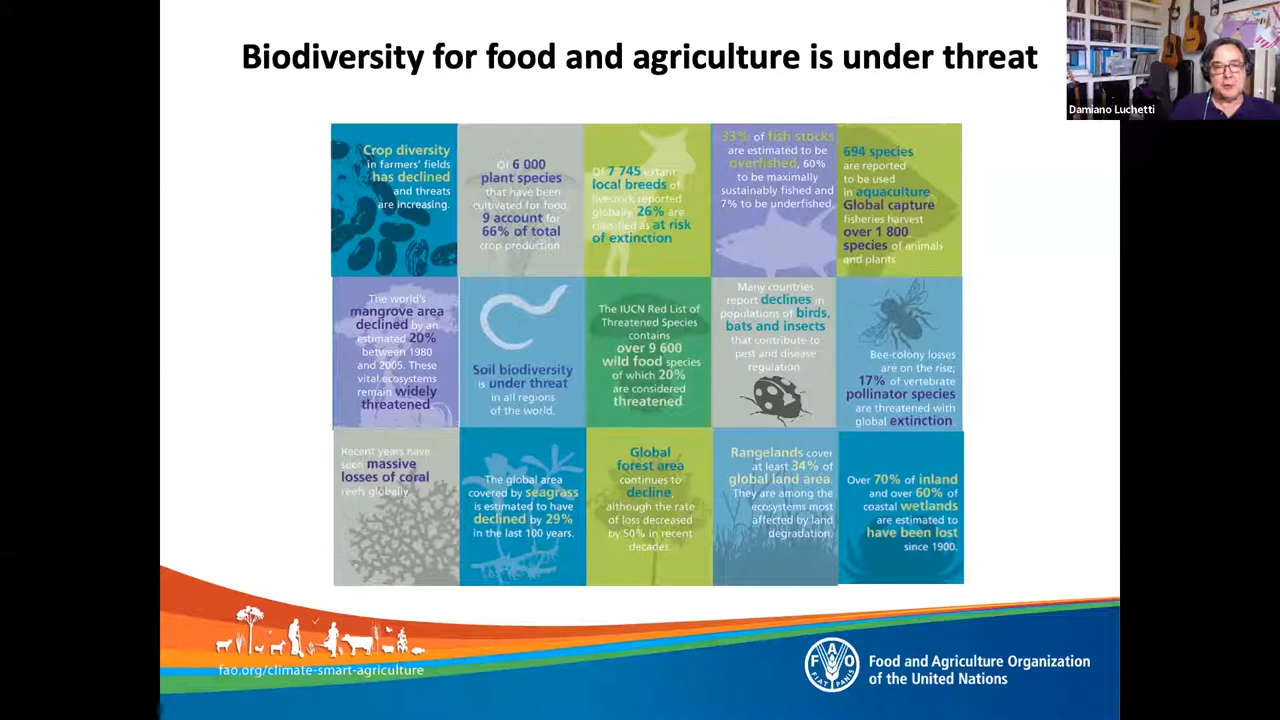 Biodiversity for food and agriculture is under threat
Damiano Luchetti
Crop diversity
in farmers' fields
has declined
and threats
are increasing.
Of 6 000
plant species
that have been
cultivated for food,
9 account for
66% of total
crop production
Of 7 745 extant
local breeds of
livestock reported
globally, 26% are
classified as at risk
of extinction
33% of fish stocks
are estimated to be
overfished, 60%
to be maximally
sustainably fished and
7% to be underfished.
694 species
are reported
to be used
in aquaculture.
Global capture
fisheries harvest
over 1 800
species of animals
and plants
The world's
mangrove area
declined by an
estimated 20%
between 1980
and 2005. These
vital ecosystems
remain widely
threatened
Soil biodiversity
is under threat
in all regions
of the world.
The IUCN Red List of
Threatened Species
contains
over 9 600
wild food species
of which 20%
are considered
threatened
Many countries
report declines in
populations of birds,
bats and insects
that contribute to
pest and disease
regulation.
Bee-colony losses
are on the rise;
17% of vertebrate
pollinator species
are threatened with
global extinction
Recent years have
seen massive
losses of coral
reefs globally.
The global area
covered by seagrass
is estimated to have
declined by 29%
in the last 100 years.
Global
forest area
continues to
decline,
although the rate
of loss decreased
by 50% in recent
decades.
Rangelands cover
at least 34% of
global land area.
They are among the
ecosystems most
affected by land
degradation.
Over 70% of inland
and over 60% of
coastal wetlands
are estimated to
have been lost
since 1900.
fao.org/climate-smart-agriculture
FAO
FIAT PANIS
Food and Agriculture Organization
of the United Nations